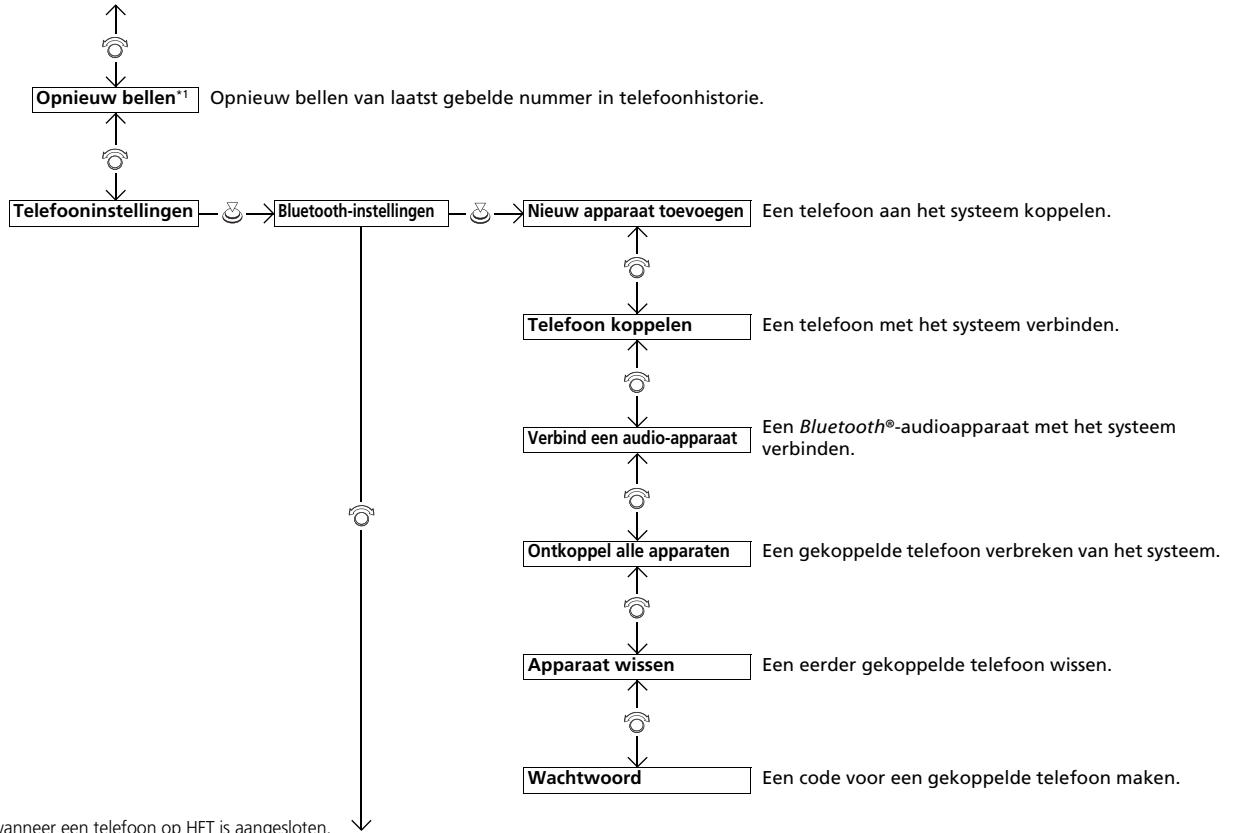 Opnieuw bellen*1 Opnieuw bellen van laatst gebelde nummer in telefoonhistorie.
Telefooninstellingen Bluetooth-instellingen Nieuw apparaat toevoegen Een telefoon aan het systeem koppelen.
Telefoon koppelen Een telefoon met het systeem verbinden.
Verbind een audio-apparaat Een Bluetooth®-audioapparaat met het systeem
verbinden.
Ontkoppel alle apparaten Een gekoppelde telefoon verbreken van het systeem.
Apparaat wissen Een eerder gekoppelde telefoon wissen.
Wachtwoord Een code voor een gekoppelde telefoon maken.
wanneer een telefoon op HFT is aangesloten.